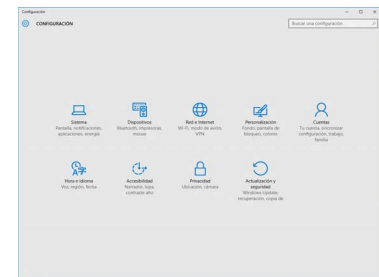 Configuración
CONFIGURACIÓN
Buscar una configuración
Sistema
Pantalla, notificaciones,
aplicaciones, energía
Dispositivos
Bluetooth, impresoras,
mouse
Red e Internet
Wi-Fi, modo de avión,
VPN
Personalización
Fondo, pantalla de
bloqueo, colores
Cuentas
Tu cuenta, sincronizar
configuración, trabajo,
familia
Hora e idioma
Voz, región, fecha
Accesibilidad
Narrador, lupa,
contraste alto
Privacidad
Ubicación, cámara
Actualización y
seguridad
Windows Update,
recuperación, copia de